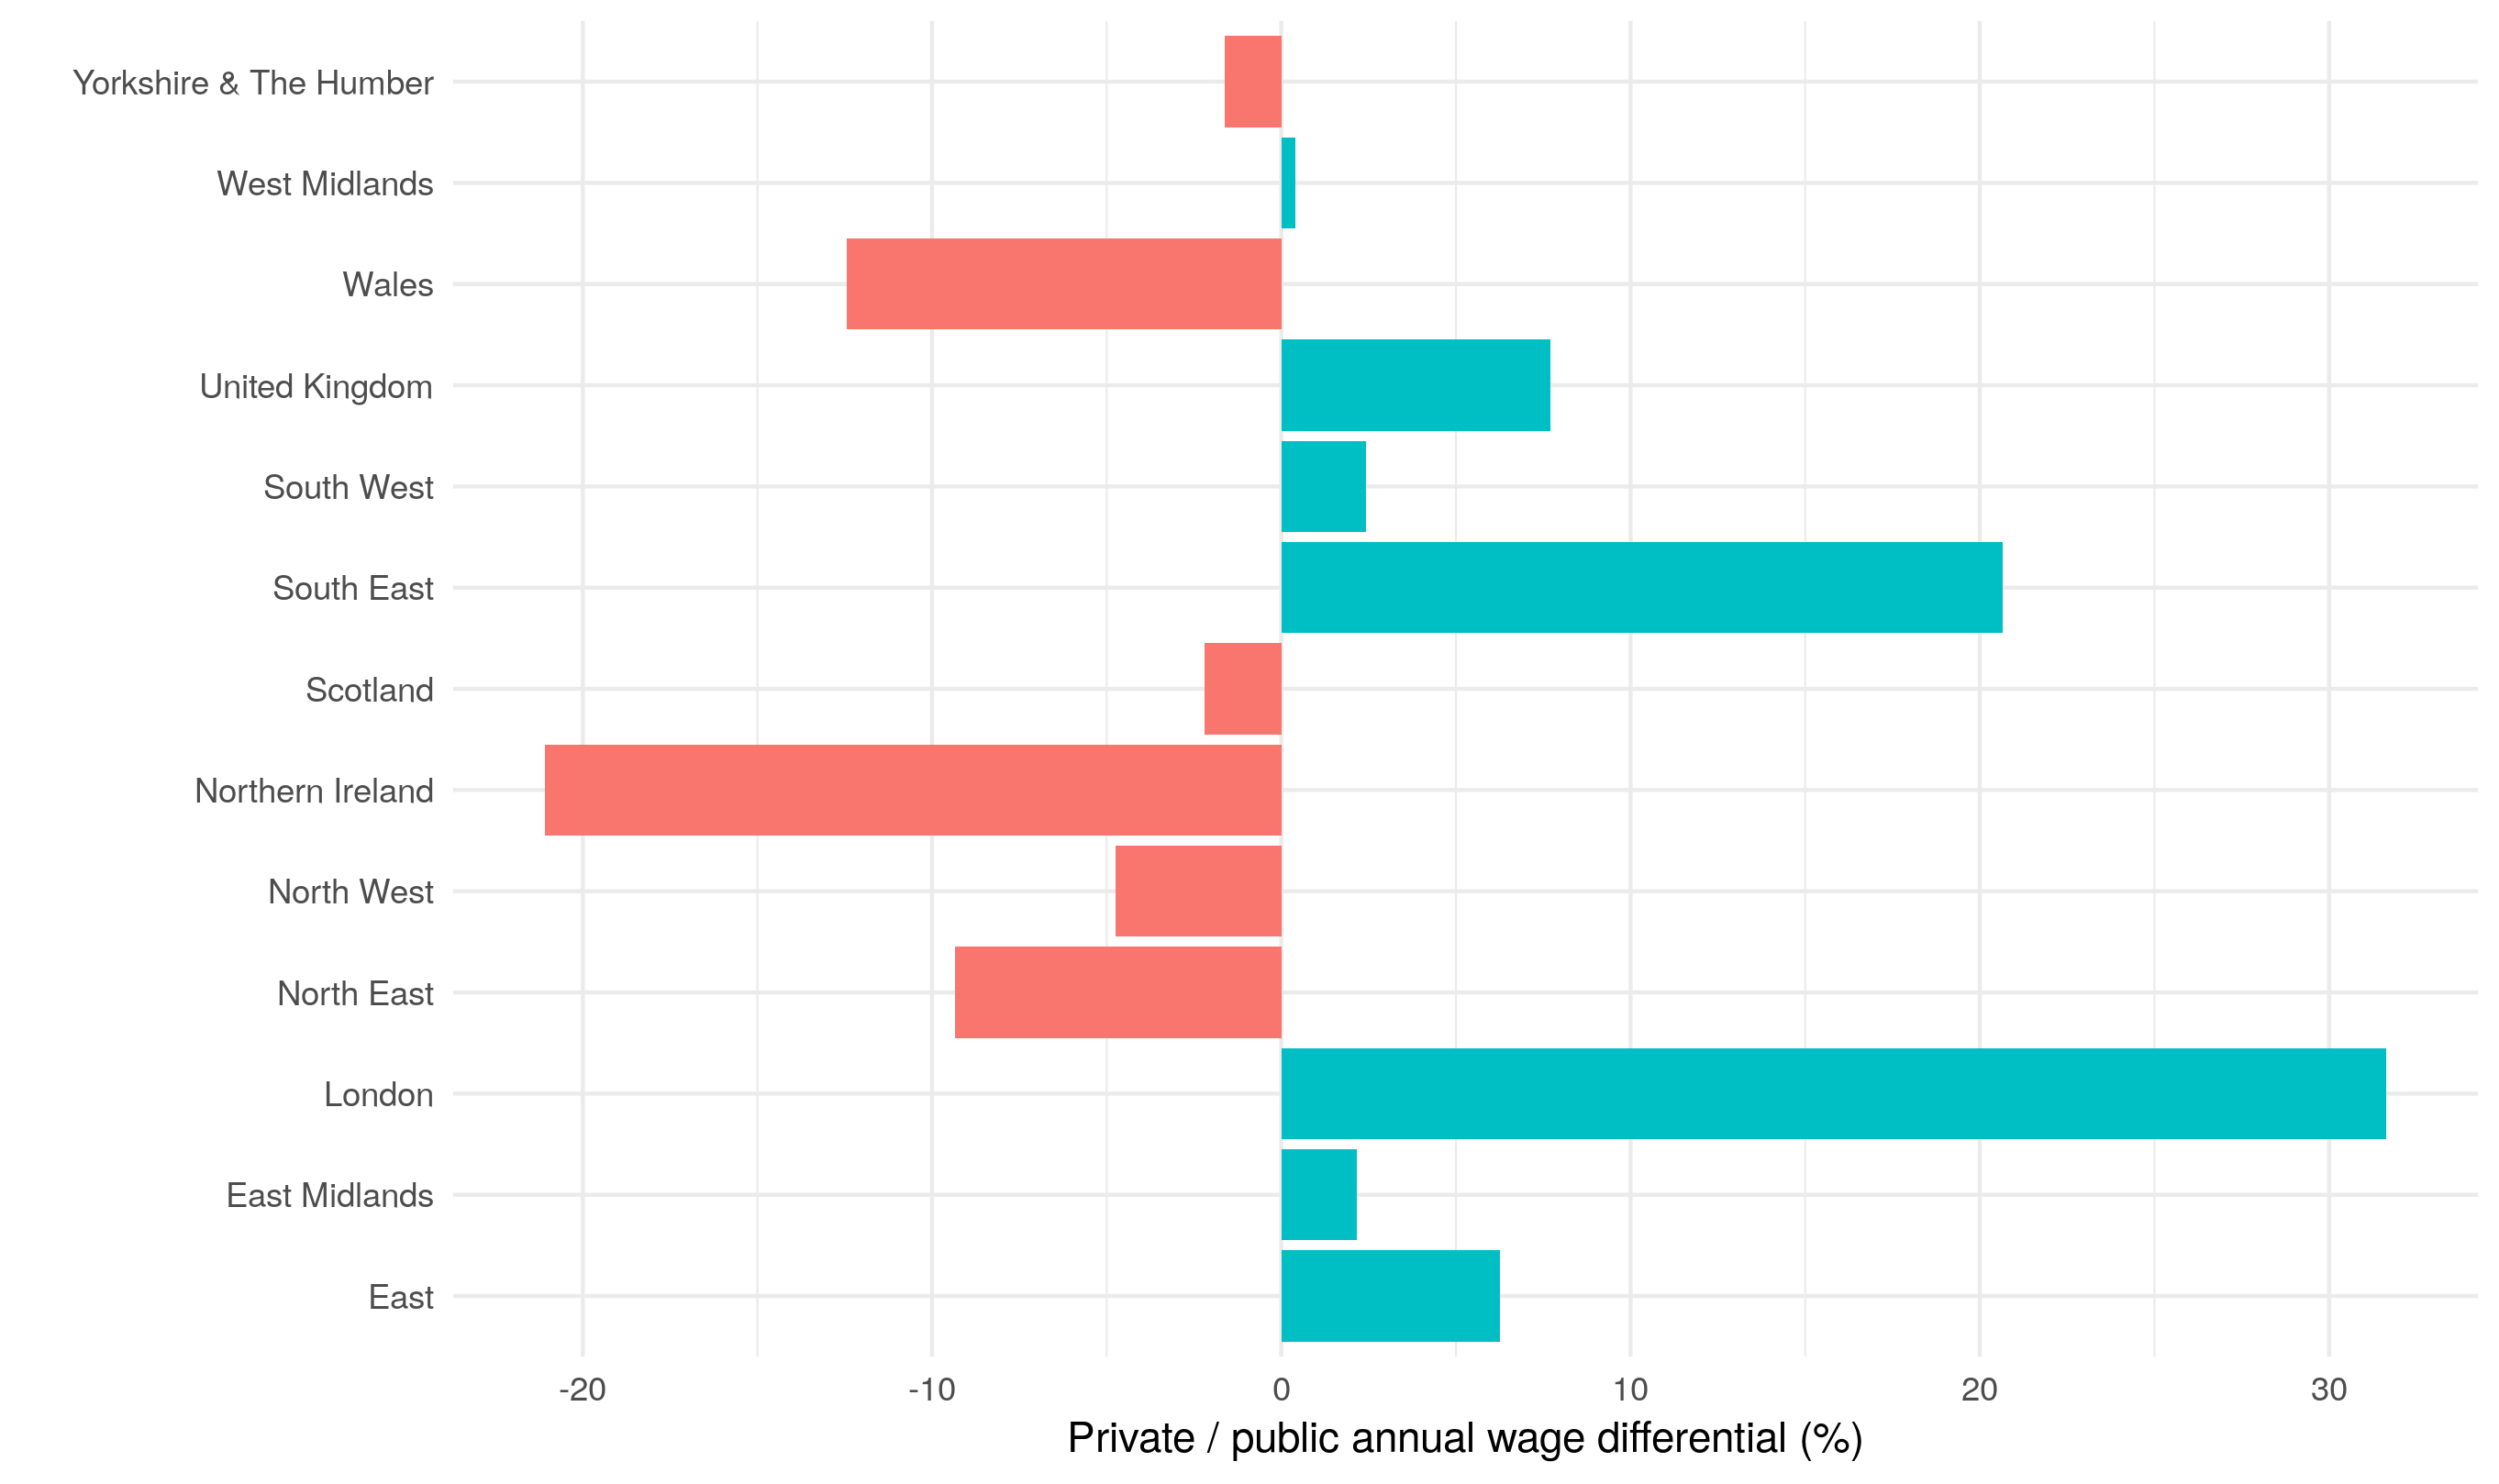 Yorkshire & The Humber
West Midlands
Wales
United Kingdom
South West
South East
Scotland
Northern Ireland
North West
North East
London
East Midlands
East
-20 -10 0 10 20 30
Private / public annual wage differential (%)